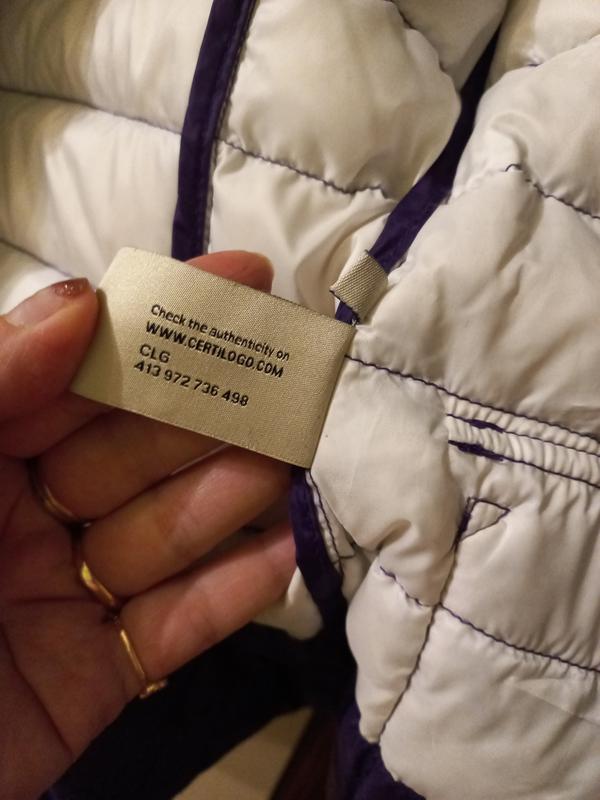 Check the authenticity on
WWW.CERTILOGO.COM
CLG
413 972 736 498